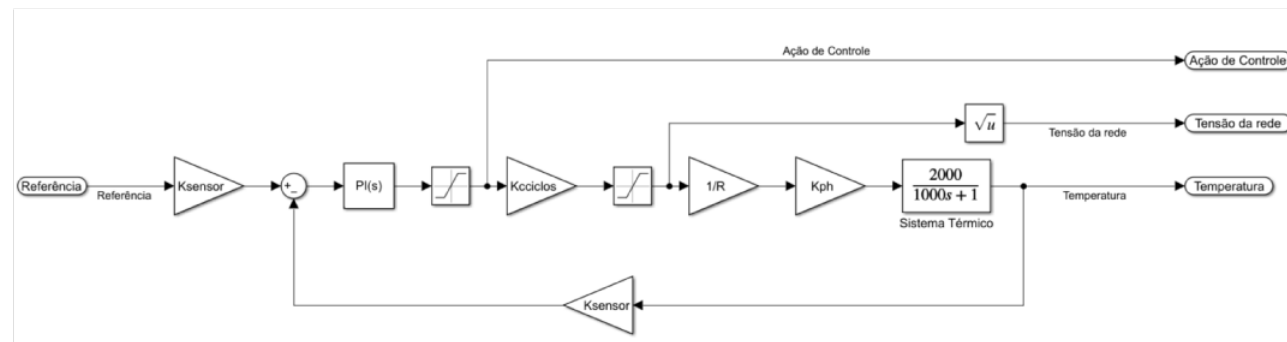 Ação de Controle
Ação de Controle
√u
Tensão da rede
Tensão da rede
Referência
Referência
Ksensor
+
−
PI(s)
Kcciclos
1/R
Kph
2000
1000s + 1
Sistema Térmico
Temperatura
Temperatura
Ksensor